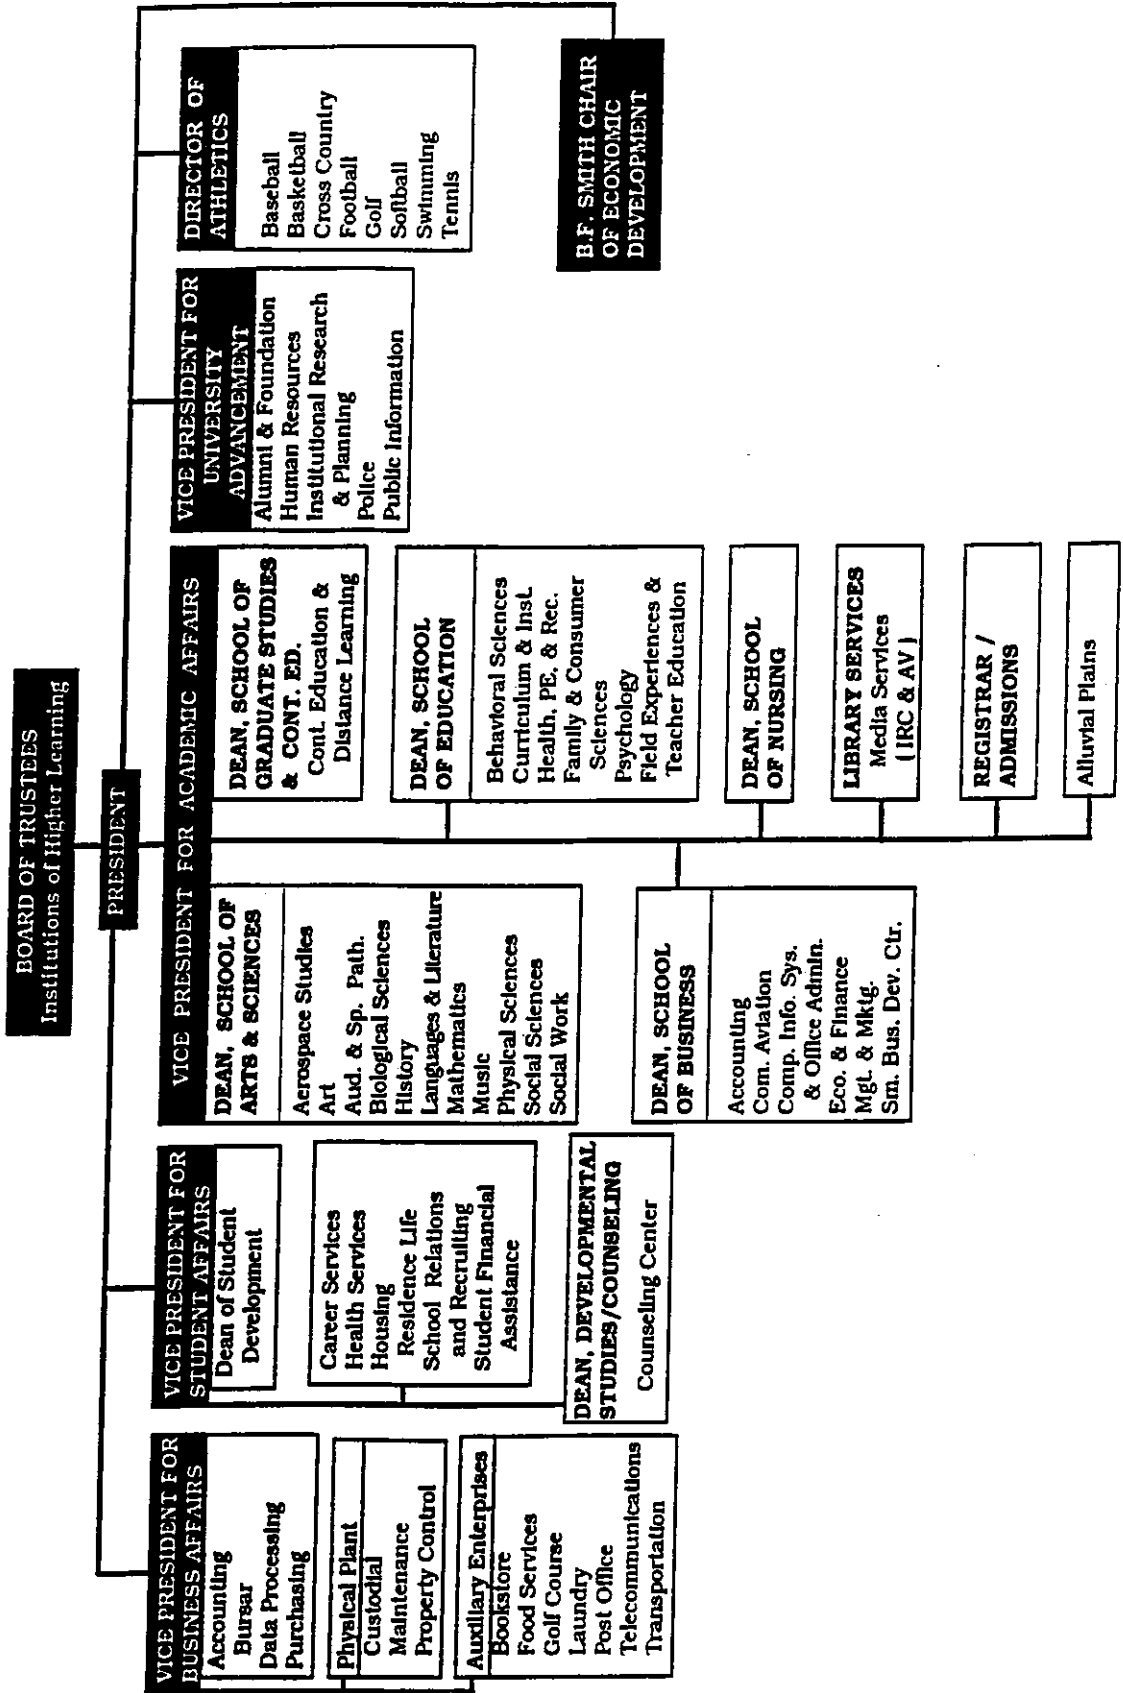 BOARD OF TRUSTEES
Institutions of Higher Learning
PRESIDENT
VICE PRESIDENT FOR
BUSINESS AFFAIRS
Accounting
Bursar
Data Processing
Purchasing
Physical Plant
Custodial
Maintenance
Property Control
Auxiliary Enterprises
Bookstore
Food Services
Golf Course
Laundry
Post Office
Telecommunications
Transportation
VICE PRESIDENT FOR
STUDENT AFFAIRS
Dean of Student
Development
Career Services
Health Services
Housing
Residence Life
School Relations
and Recruiting
Student Financial
Assistance
DEAN, DEVELOPMENTAL
STUDIES/COUNSELING
Counseling Center
VICE PRESIDENT FOR ACADEMIC AFFAIRS
DEAN, SCHOOL OF
ARTS & SCIENCES
Aerospace Studies
Art
Aud. & Sp. Path.
Biological Sciences
History
Languages & Literature
Mathematics
Music
Physical Sciences
Social Sciences
Social Work
DEAN, SCHOOL
OF BUSINESS
Accounting
Com. Aviation
Comp. Info. Sys.
& Office Admin.
Eco. & Finance
Mgt. & Mktg.
Sm. Bus. Dev. Ctr.
DEAN, SCHOOL OF
GRADUATE STUDIES
& CONT. ED.
Cont. Education &
Distance Learning
DEAN, SCHOOL
OF EDUCATION
Behavioral Sciences
Curriculum & Inst.
Health, PE, & Rec.
Family & Consumer
Sciences
Psychology
Field Experiences &
Teacher Education
DEAN, SCHOOL
OF NURSING
LIBRARY SERVICES
Media Services
( IRC & AV )
REGISTRAR /
ADMISSIONS
Alluvial Plains
VICE PRESIDENT FOR
UNIVERSITY
ADVANCEMENT
Alumni & Foundation
Human Resources
Institutional Research
& Planning
Police
Public Information
DIRECTOR OF
ATHLETICS
Baseball
Basketball
Cross Country
Football
Golf
Softball
Swimming
Tennis
B.F. SMITH CHAIR
OF ECONOMIC
DEVELOPMENT